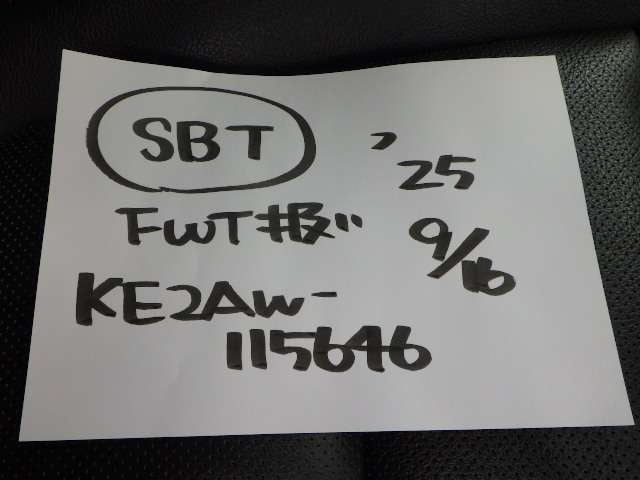 SBT
'25
FWT扱い
9/16
KE2AW-
115646